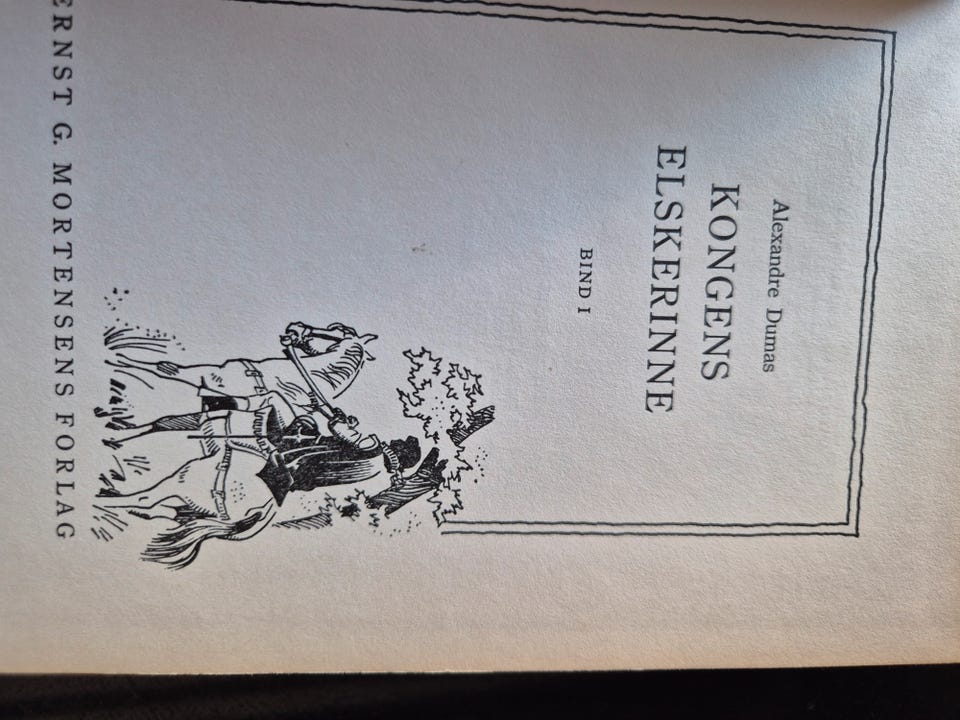 Alexandre Dumas
KONGENS
ELSKERINNE
BIND I
ERNST G. MORTENSENS FORLAG